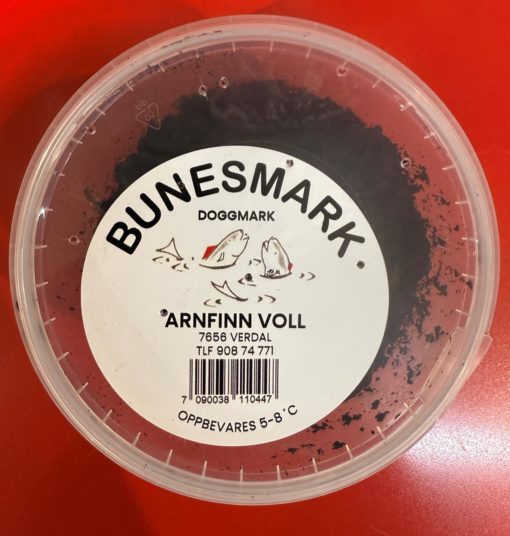 BUNESMARK
DOGGMARK
ARNFINN VOLL
7656 VERDAL
TLF 908 74 771
7 090038 110447
OPPBEVARES 5-8°C